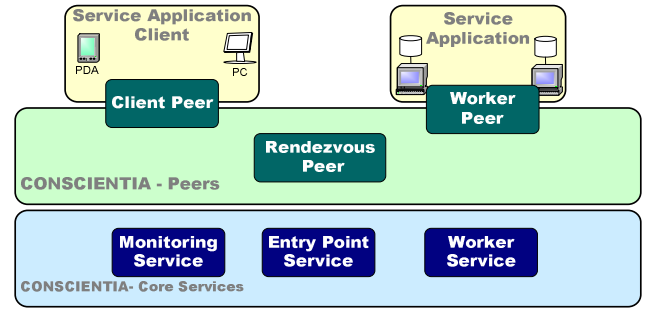 Service Application
Client
PDA
PC
Service
Application
Client Peer
Worker
Peer
Rendezvous
Peer
CONSCIENTIA - Peers
Monitoring
Service
Entry Point
Service
Worker
Service
CONSCIENTIA- Core Services